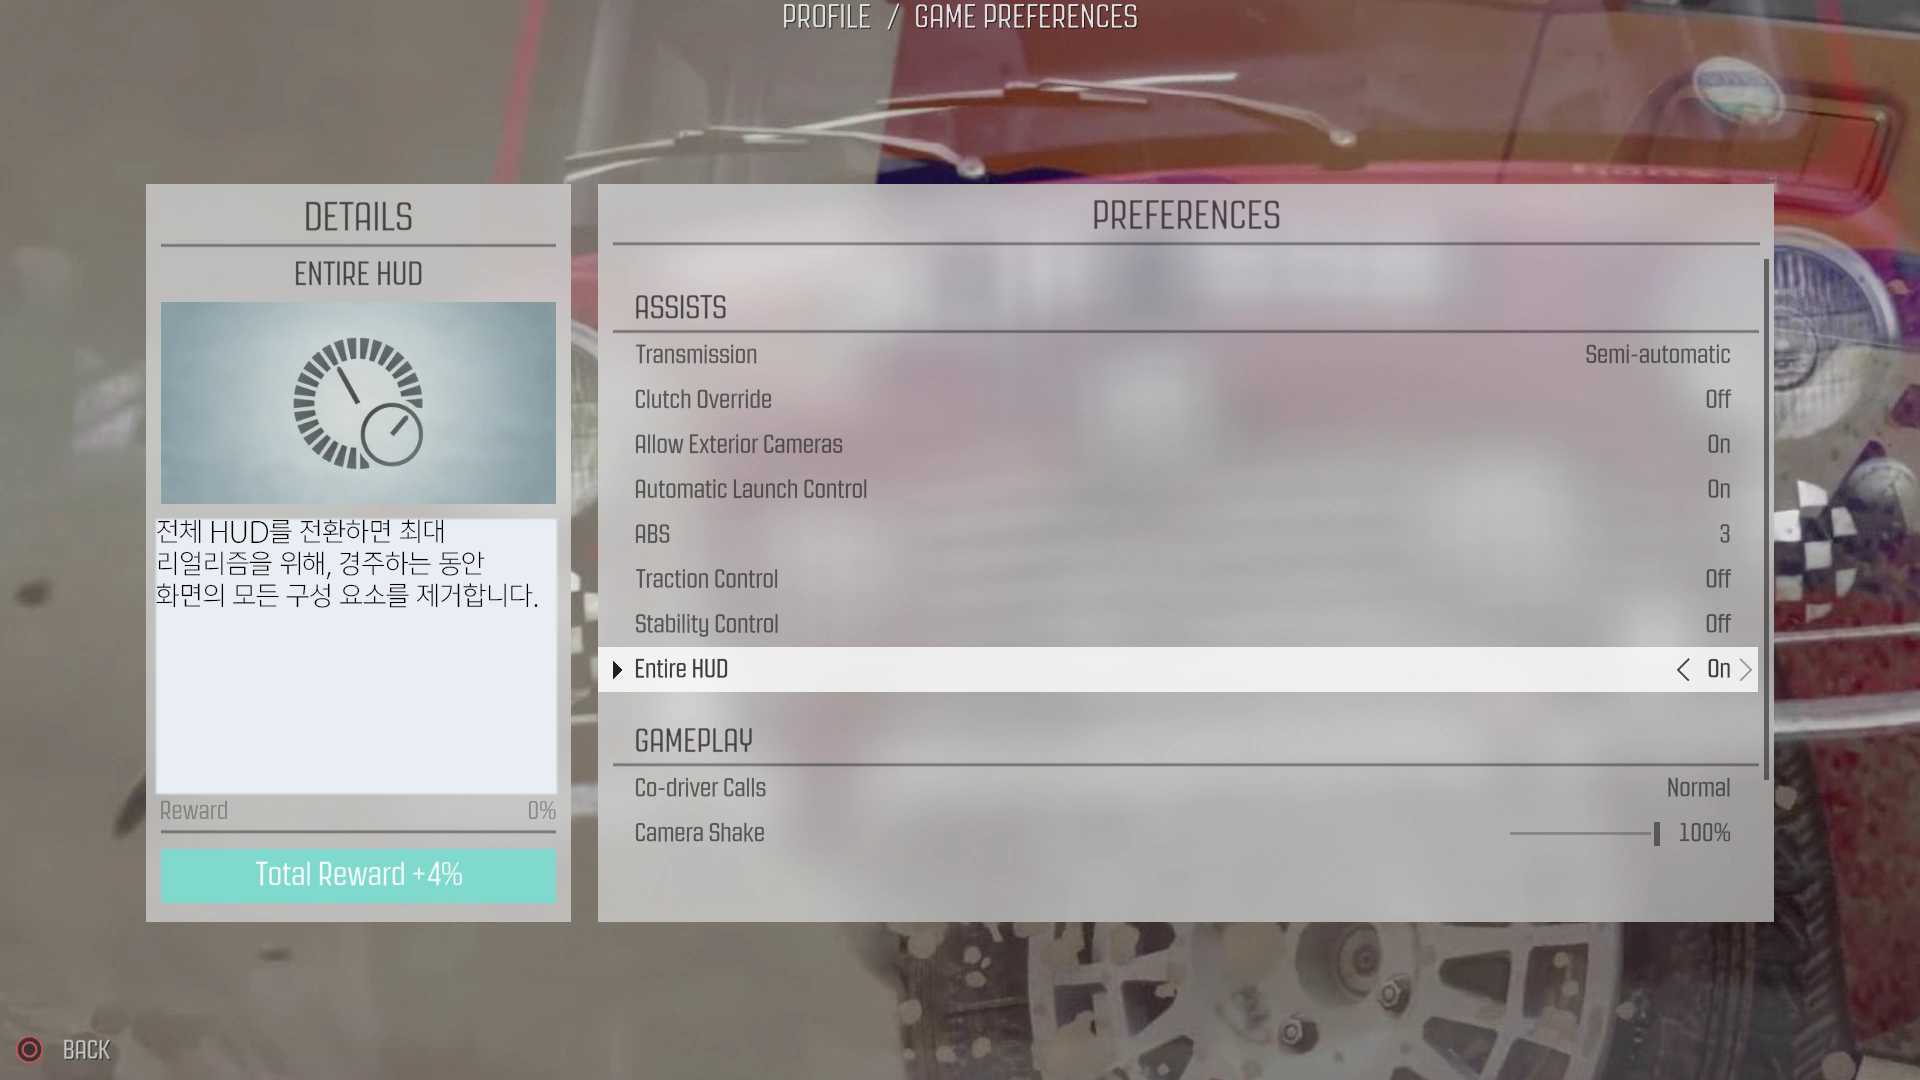 PROFILE / GAME PREFERENCES
DETAILS
ENTIRE HUD
전체 HUD를 전환하면 최대
리얼리즘을 위해, 경주하는 동안
화면의 모든 구성 요소를 제거합니다.
Reward 0%
Total Reward +4%
PREFERENCES
ASSISTS
Transmission Semi-automatic
Clutch Override Off
Allow Exterior Cameras On
Automatic Launch Control On
ABS 3
Traction Control Off
Stability Control Off
Entire HUD On
GAMEPLAY
Co-driver Calls Normal
Camera Shake 100%
BACK